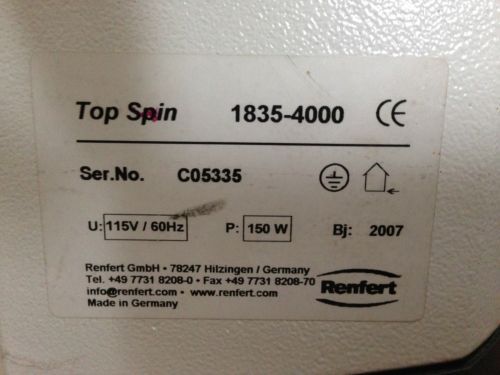 Top Spin 1835-4000 CE
Ser.No. C05335
U: 115V / 60Hz P: 150 W Bj: 2007
Renfert GmbH • 78247 Hilzingen / Germany
Tel. +49 7731 8208-0 • Fax +49 7731 8208-70
info@renfert.com • www.renfert.com
Made in Germany
Renfert